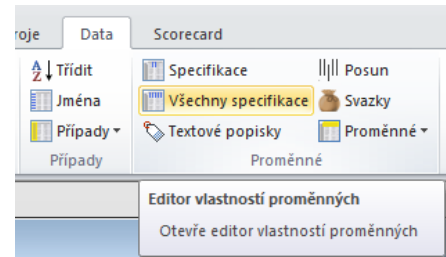 roje Data Scorecard
Třídit Specifikace Posun
Jména Všechny specifikace Svazky
Případy Textové popisky Proměnné
Případy Proměnné
Editor vlastností proměnných
Otevře editor vlastností proměnných